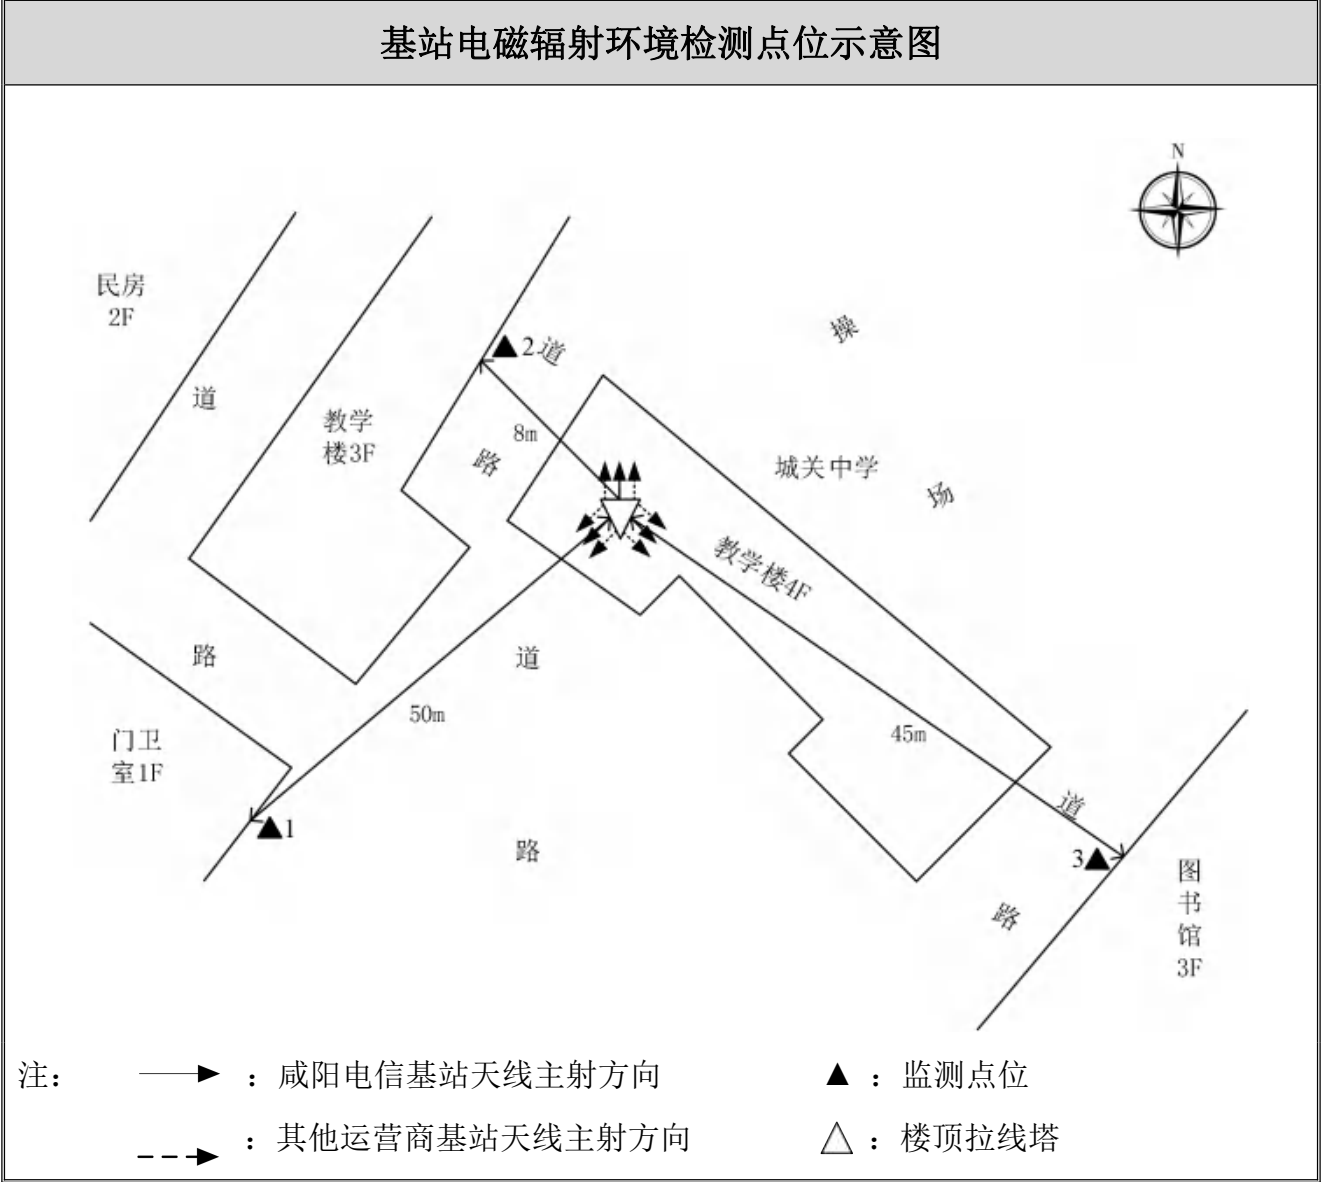 基站电磁辐射环境检测点位示意图
N
民房
2F
道
教学
楼3F
2
道
路
8m
操
场
城关中学
教学楼4F
路
道
路
50m
45m
门卫
室1F
1
道
路
3
图
书
馆
3F
注：
：咸阳电信基站天线主射方向
：监测点位
：其他运营商基站天线主射方向
：楼顶拉线塔